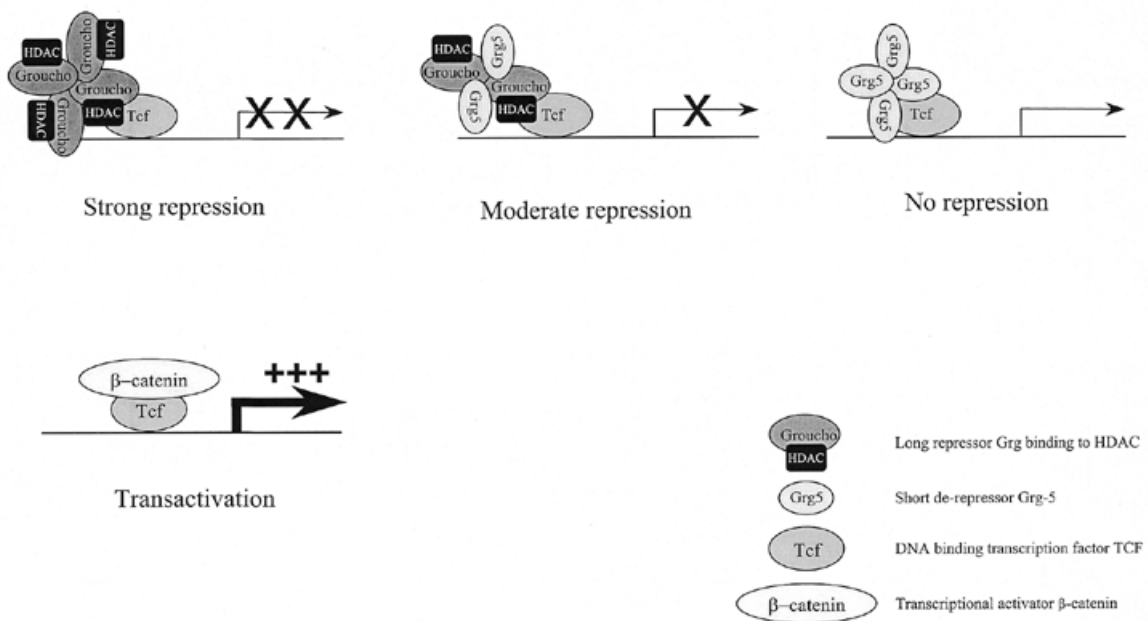 HDAC
HDAC
Groucho
Groucho
Groucho
HDAC
Groucho
HDAC
Tcf
X X
Strong repression
HDAC
Grg5
Groucho
Groucho
Grg5
HDAC
Tcf
X
Moderate repression
Grg5
Grg5
Grg5
Grg5
Tcf
No repression
β–catenin
Tcf
+++
Transactivation
Groucho
HDAC
Long repressor Grg binding to HDAC
Grg5
Short de-repressor Grg-5
Tcf
DNA binding transcription factor TCF
β–catenin
Transcriptional activator β-catenin